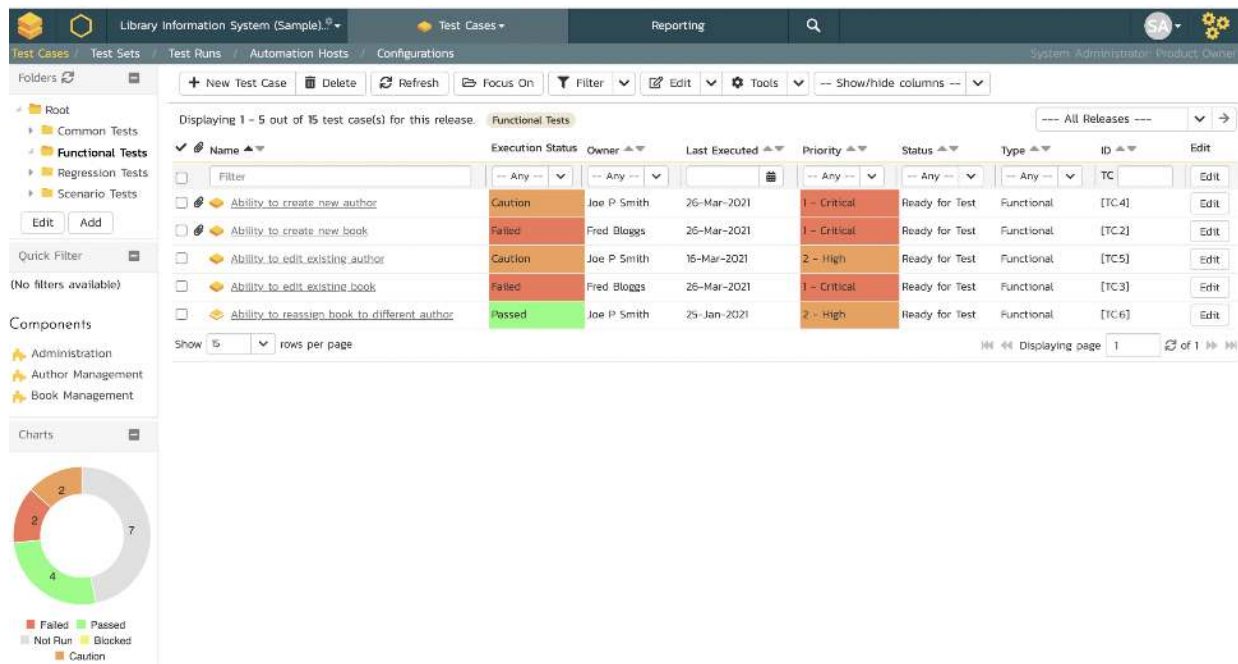 Library Information System (Sample)..
Test Cases
Reporting
SA
Test Cases / Test Sets / Test Runs / Automation Hosts / Configurations
System Administrator: Product Owner
Folders
+ New Test Case Delete Refresh Focus On Filter Edit Tools -- Show/hide columns --
Root
Common Tests
Functional Tests
Regression Tests
Scenario Tests
Edit Add
Quick Filter
(No filters available)
Components
Administration
Author Management
Book Management
Charts
2
2
7
4
Failed Passed
Not Run Blocked
Caution
Displaying 1 - 5 out of 15 test case(s) for this release. Functional Tests
--- All Releases ---
Name Execution Status Owner Last Executed Priority Status Type ID Edit
Filter -- Any -- -- Any -- -- Any -- -- Any -- -- Any -- TC Edit
Ability to create new author Caution Joe P Smith 26-Mar-2021 1 - Critical Ready for Test Functional [TC:4] Edit
Ability to create new book Failed Fred Bloggs 26-Mar-2021 1 - Critical Ready for Test Functional [TC:2] Edit
Ability to edit existing author Caution Joe P Smith 16-Mar-2021 2 - High Ready for Test Functional [TC:5] Edit
Ability to edit existing book Failed Fred Bloggs 26-Mar-2021 1 - Critical Ready for Test Functional [TC:3] Edit
Ability to reassign book to different author Passed Joe P Smith 25-Jan-2021 2 - High Ready for Test Functional [TC:6] Edit
Show 15 rows per page
Displaying page 1 of 1